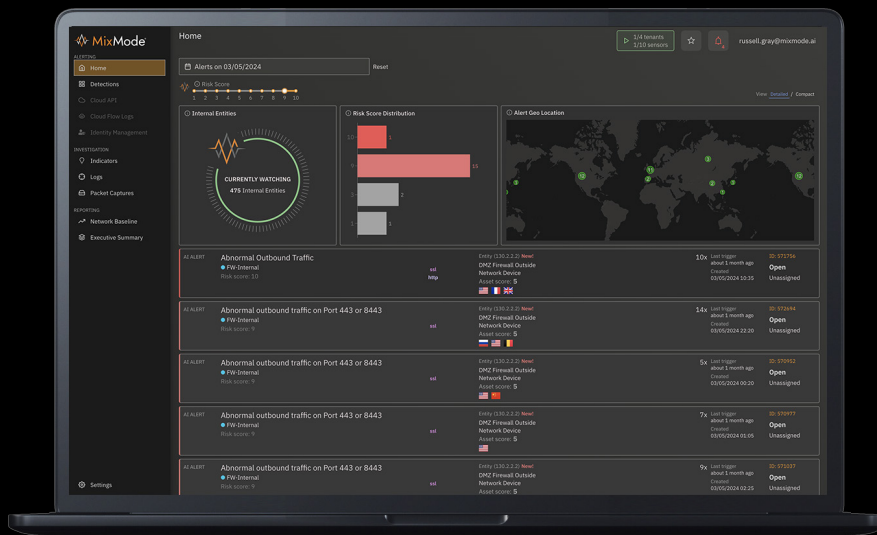 MixMode
ALERTING
Home
Detections
Cloud API
Cloud Flow Logs
Identity Management
INVESTIGATION
Indicators
Logs
Packet Captures
REPORTING
Network Baseline
Executive Summary
Settings
Home
1/4 tenants
1/10 sensors
russell.gray@mixmode.ai
Alerts on 03/05/2024
Reset
Risk Score
1 2 3 4 5 6 7 8 9 10
View Detailed / Compact
Internal Entities
CURRENTLY WATCHING
475 Internal Entities
Risk Score Distribution
10
1
9
15
2
1
1
Alert Geo Location
AI ALERT
Abnormal Outbound Traffic
FW-Internal
Risk score: 10
ssl
http
Entity (130.2.2.2) New!
DMZ Firewall Outside
Network Device
Asset score: 5
10x
Last trigger
about 1 month ago
Created
03/05/2024 10:35
ID: 571756
Open
Unassigned
AI ALERT
Abnormal outbound traffic on Port 443 or 8443
FW-Internal
Risk score: 9
ssl
Entity (130.2.2.2) New!
DMZ Firewall Outside
Network Device
Asset score: 5
14x
Last trigger
about 1 month ago
Created
03/05/2024 22:20
ID: 572694
Open
Unassigned
AI ALERT
Abnormal outbound traffic on Port 443 or 8443
FW-Internal
Risk score: 9
ssl
Entity (130.2.2.2) New!
DMZ Firewall Outside
Network Device
Asset score: 5
5x
Last trigger
about 1 month ago
Created
03/05/2024 00:20
ID: 570952
Open
Unassigned
AI ALERT
Abnormal outbound traffic on Port 443 or 8443
FW-Internal
Risk score: 9
ssl
Entity (130.2.2.2) New!
DMZ Firewall Outside
Network Device
Asset score: 5
7x
Last trigger
about 1 month ago
Created
03/05/2024 01:05
ID: 570977
Open
Unassigned
AI ALERT
Abnormal outbound traffic on Port 443 or 8443
FW-Internal
Risk score: 9
ssl
Entity (130.2.2.2) New!
DMZ Firewall Outside
Network Device
Asset score: 5
9x
Last trigger
about 1 month ago
Created
03/05/2024 02:25
ID: 571037
Open
Unassigned